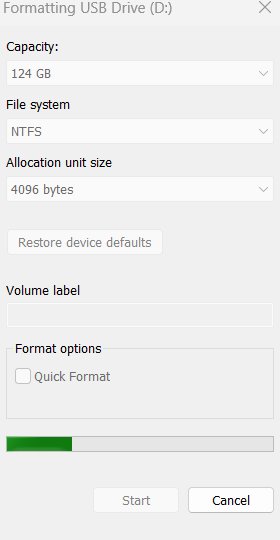 Formatting USB Drive (D:)
Capacity:
124 GB
File system
NTFS
Allocation unit size
4096 bytes
Restore device defaults
Volume label
Format options
Quick Format
Start
Cancel